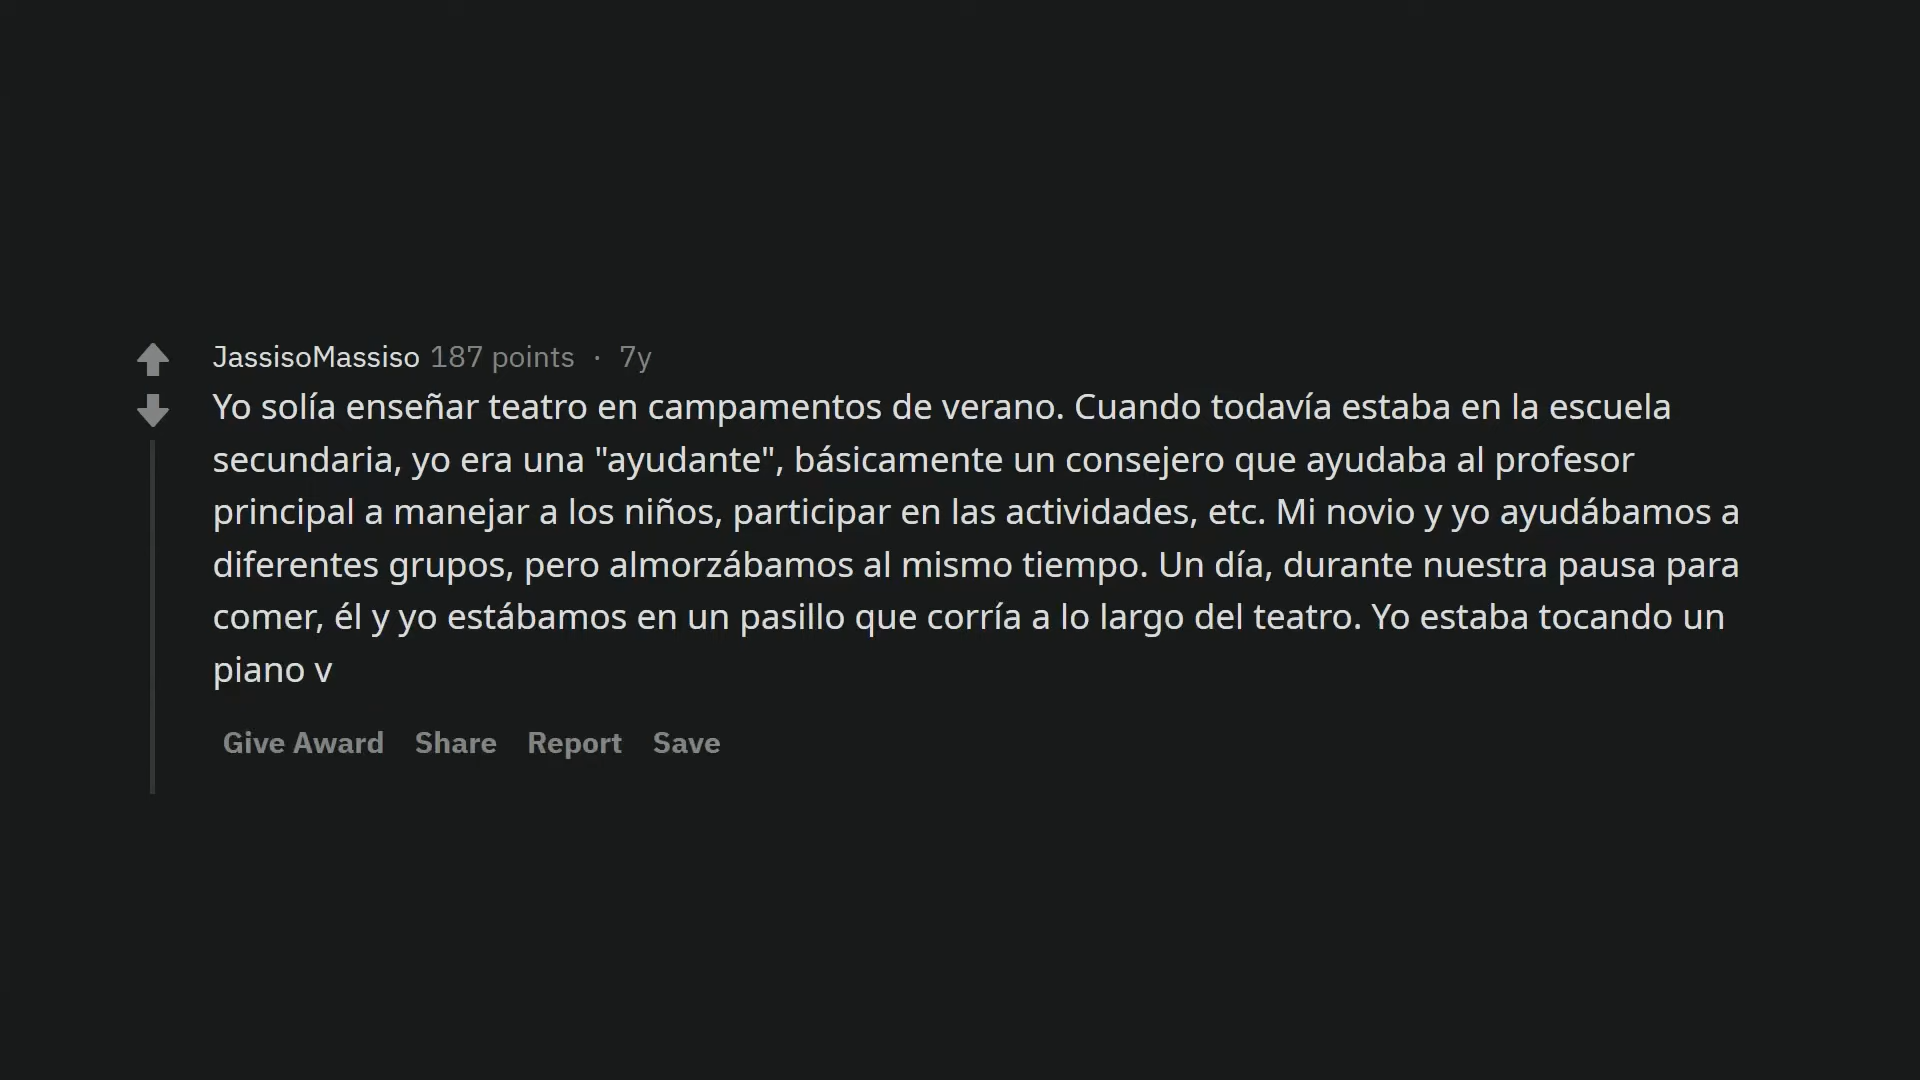 JassisoMassiso 187 points · 7y
Yo solía enseñar teatro en campamentos de verano. Cuando todavía estaba en la escuela
secundaria, yo era una "ayudante", básicamente un consejero que ayudaba al profesor
principal a manejar a los niños, participar en las actividades, etc. Mi novio y yo ayudábamos a
diferentes grupos, pero almorzábamos al mismo tiempo. Un día, durante nuestra pausa para
comer, él y yo estábamos en un pasillo que corría a lo largo del teatro. Yo estaba tocando un
piano v
Give Award Share Report Save